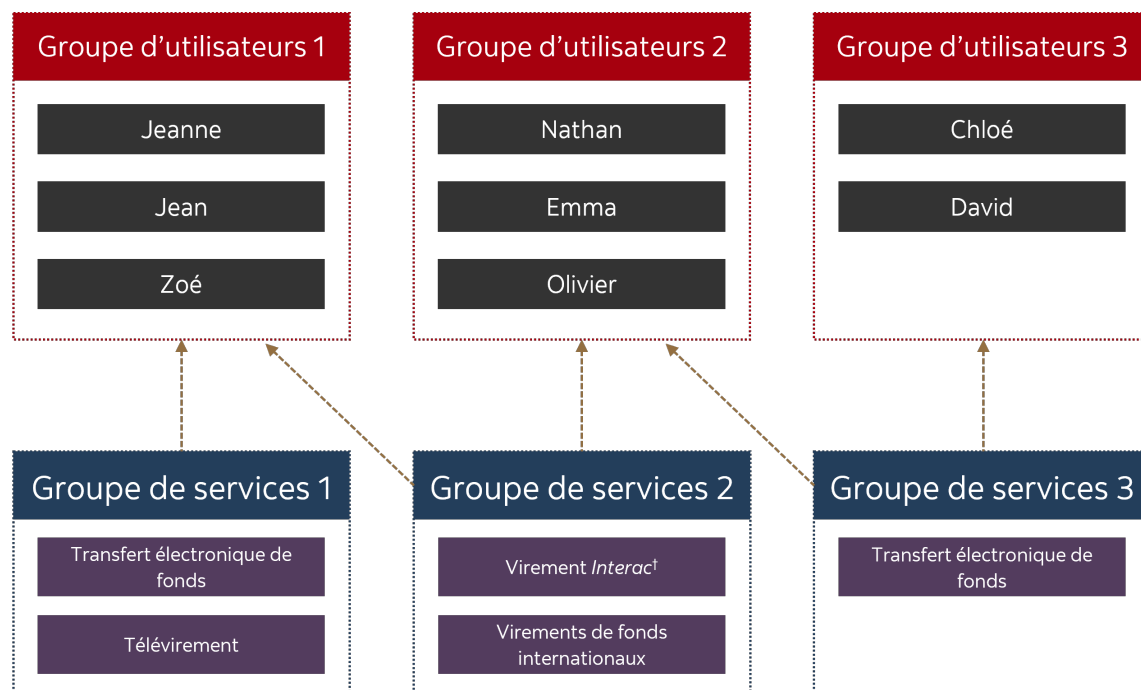 Groupe d’utilisateurs 1
Groupe d’utilisateurs 2
Groupe d’utilisateurs 3
Jeanne
Nathan
Chloé
Jean
Emma
David
Zoé
Olivier
Groupe de services 1
Groupe de services 2
Groupe de services 3
Transfert électronique de
fonds
Virement Interac†
Transfert électronique de
fonds
Télévirement
Virements de fonds
internationaux